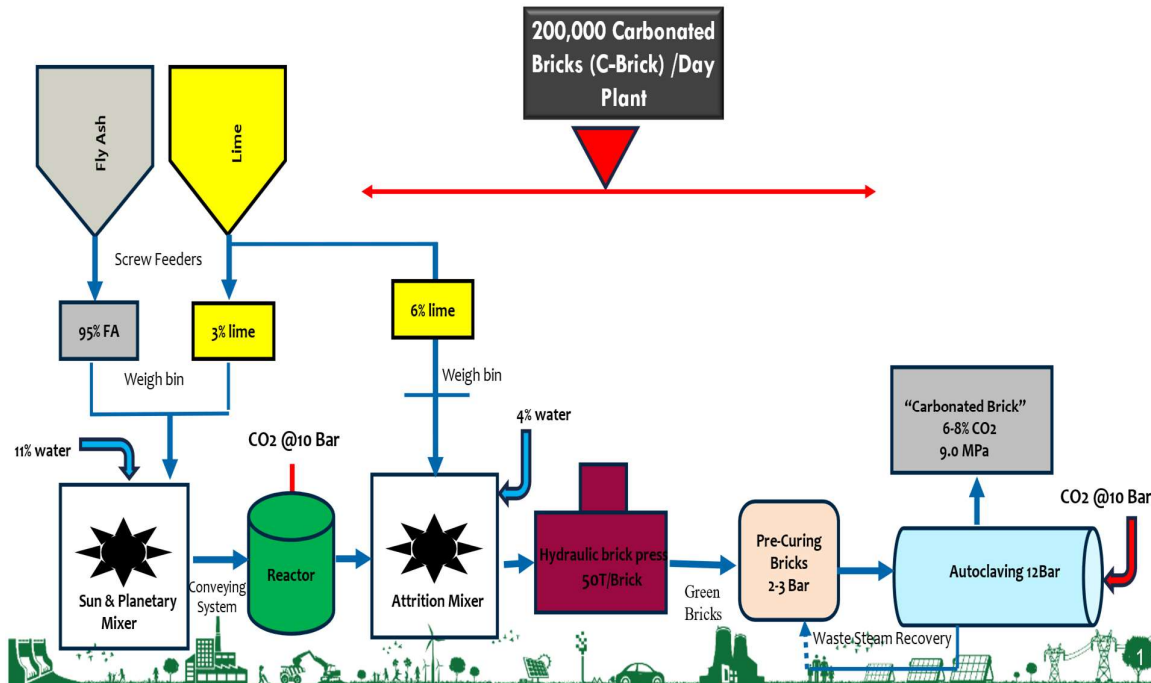 200,000 Carbonated
Bricks (C-Brick) /Day
Plant
Fly Ash
Lime
Screw Feeders
95% FA
3% lime
6% lime
Weigh bin
Weigh bin
11% water
CO2 @10 Bar
4% water
"Carbonated Brick"
6-8% CO2
9.0 MPa
CO2 @10 Bar
Sun & Planetary
Mixer
Conveying
System
Reactor
Attrition Mixer
Hydraulic brick press
50T/Brick
Green
Bricks
Pre-Curing
Bricks
2-3 Bar
Autoclaving 12Bar
Waste Steam Recovery
1